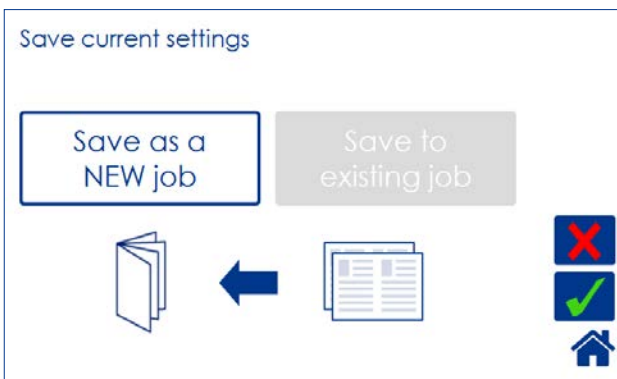 Save current settings
Save as a
NEW job
Save to
existing job